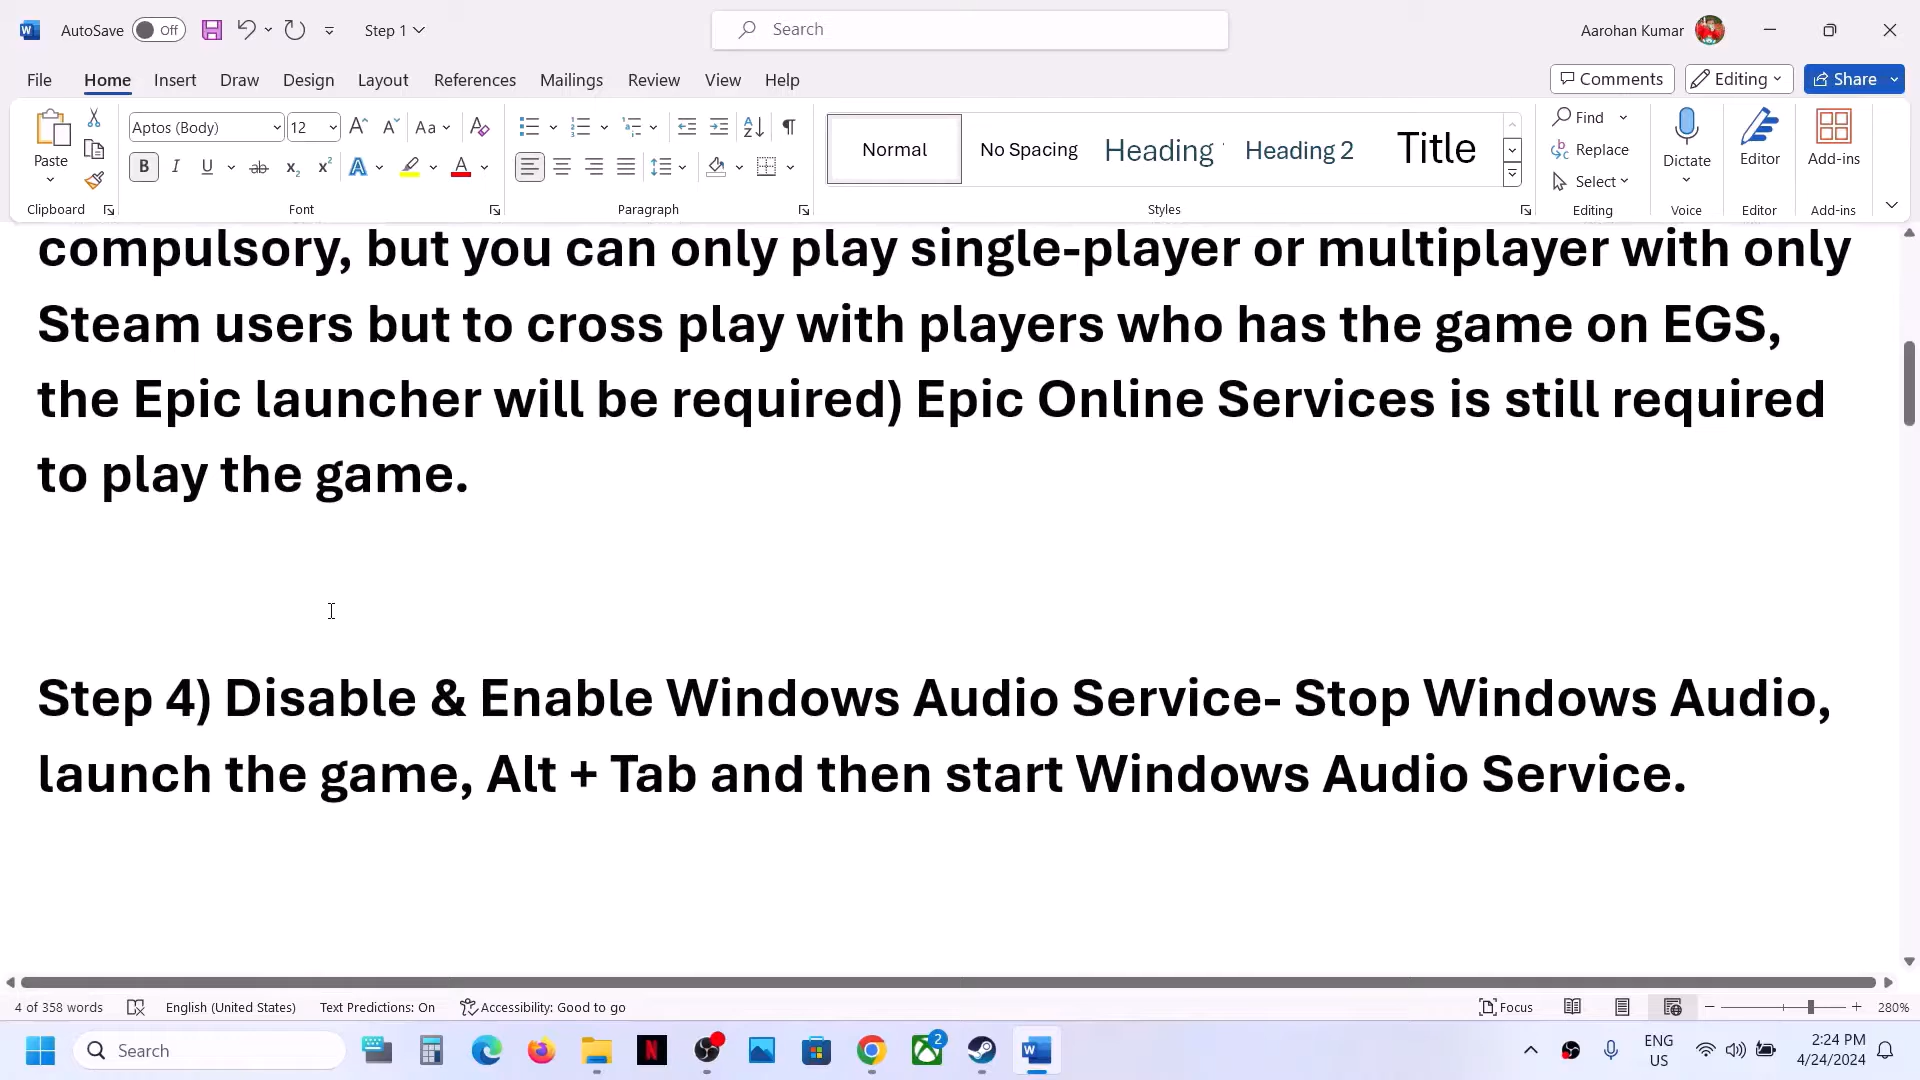 AutoSave Off Step 1 Search Aarohan Kumar
File Home Insert Draw Design Layout References Mailings Review View Help Comments Editing Share
Aptos (Body) 12 Aa Find
Paste Normal No Spacing Heading Heading 2 Title Replace Dictate Editor Add-ins
B I U ab x₂ x² A A Select
Clipboard Font Paragraph Styles Editing Voice Editor Add-ins
compulsory, but you can only play single-player or multiplayer with only
Steam users but to cross play with players who has the game on EGS,
the Epic launcher will be required) Epic Online Services is still required
to play the game.
Step 4) Disable & Enable Windows Audio Service- Stop Windows Audio,
launch the game, Alt + Tab and then start Windows Audio Service.
4 of 358 words English (United States) Text Predictions: On Accessibility: Good to go Focus 280%
Search 2 ENG US 2:24 PM 4/24/2024